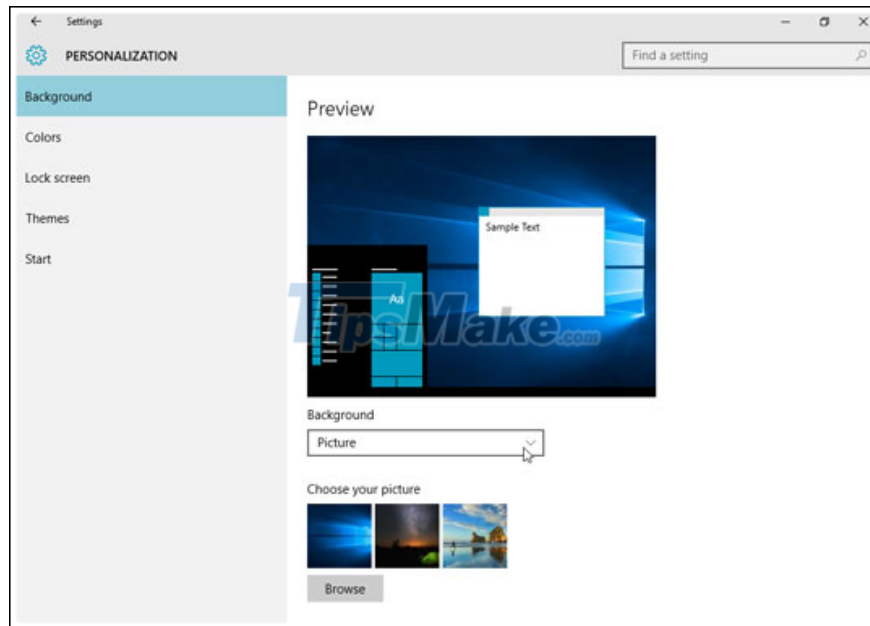 Settings
PERSONALIZATION
Find a setting
Background
Colors
Lock screen
Themes
Start
Preview
Sample Text
Aa
TipsMake.com
Background
Picture
Choose your picture
Browse